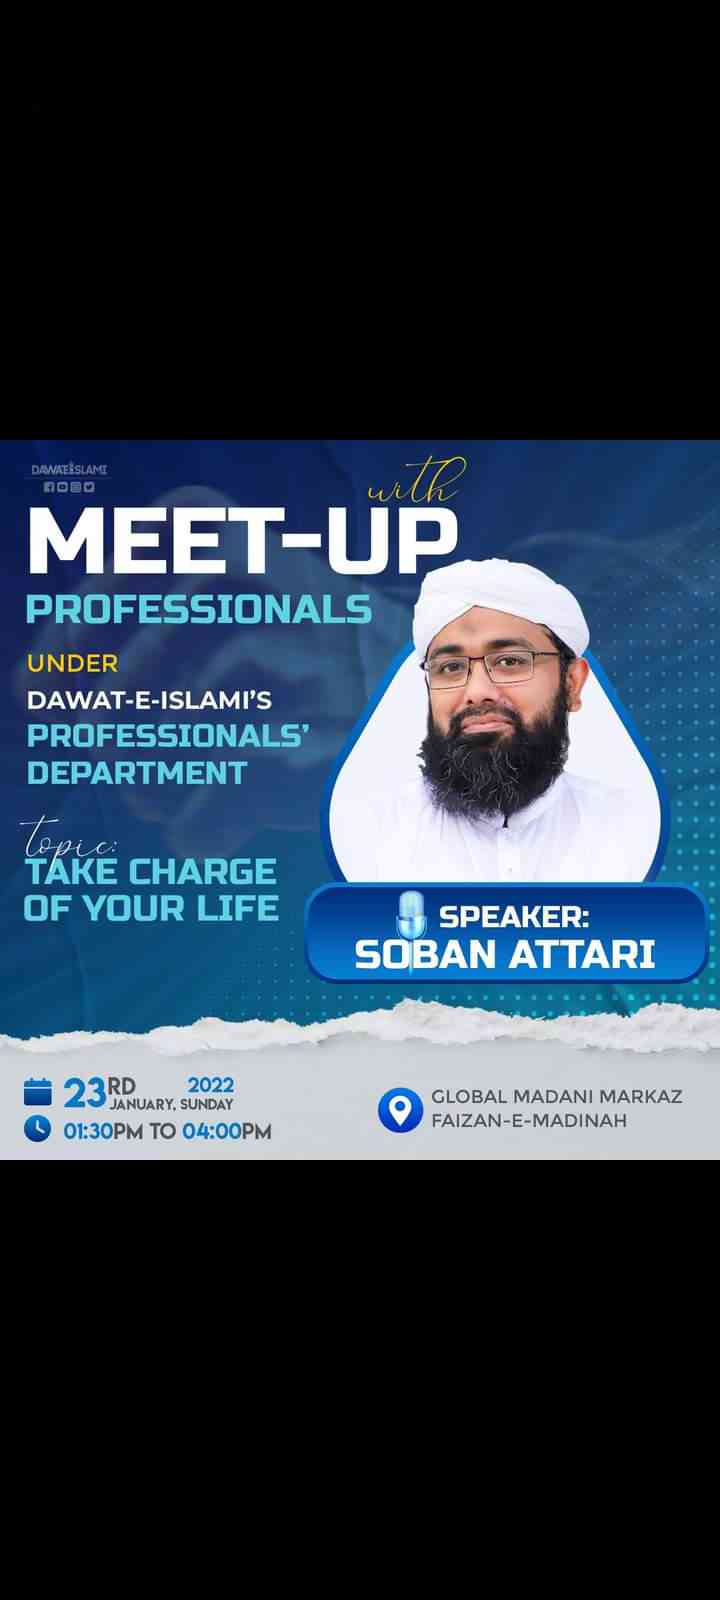 DAWATEISLAMI
with
MEET-UP
PROFESSIONALS
UNDER
DAWAT-E-ISLAMI'S
PROFESSIONALS'
DEPARTMENT
topic:
TAKE CHARGE
OF YOUR LIFE
SPEAKER:
SOBAN ATTARI
23RD 2022
JANUARY, SUNDAY
01:30PM TO 04:00PM
GLOBAL MADANI MARKAZ
FAIZAN-E-MADINAH